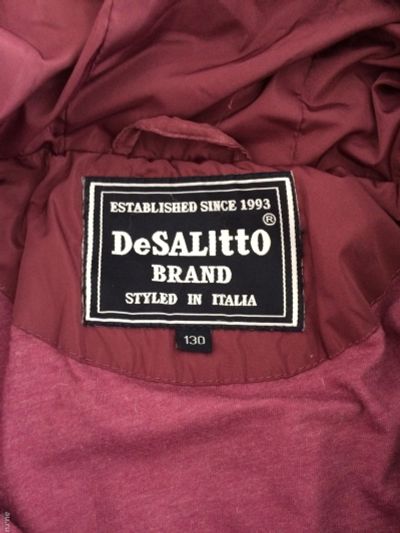 ESTABLISHED SINCE 1993
®
DeSALIttO
BRAND
STYLED IN ITALIA
130